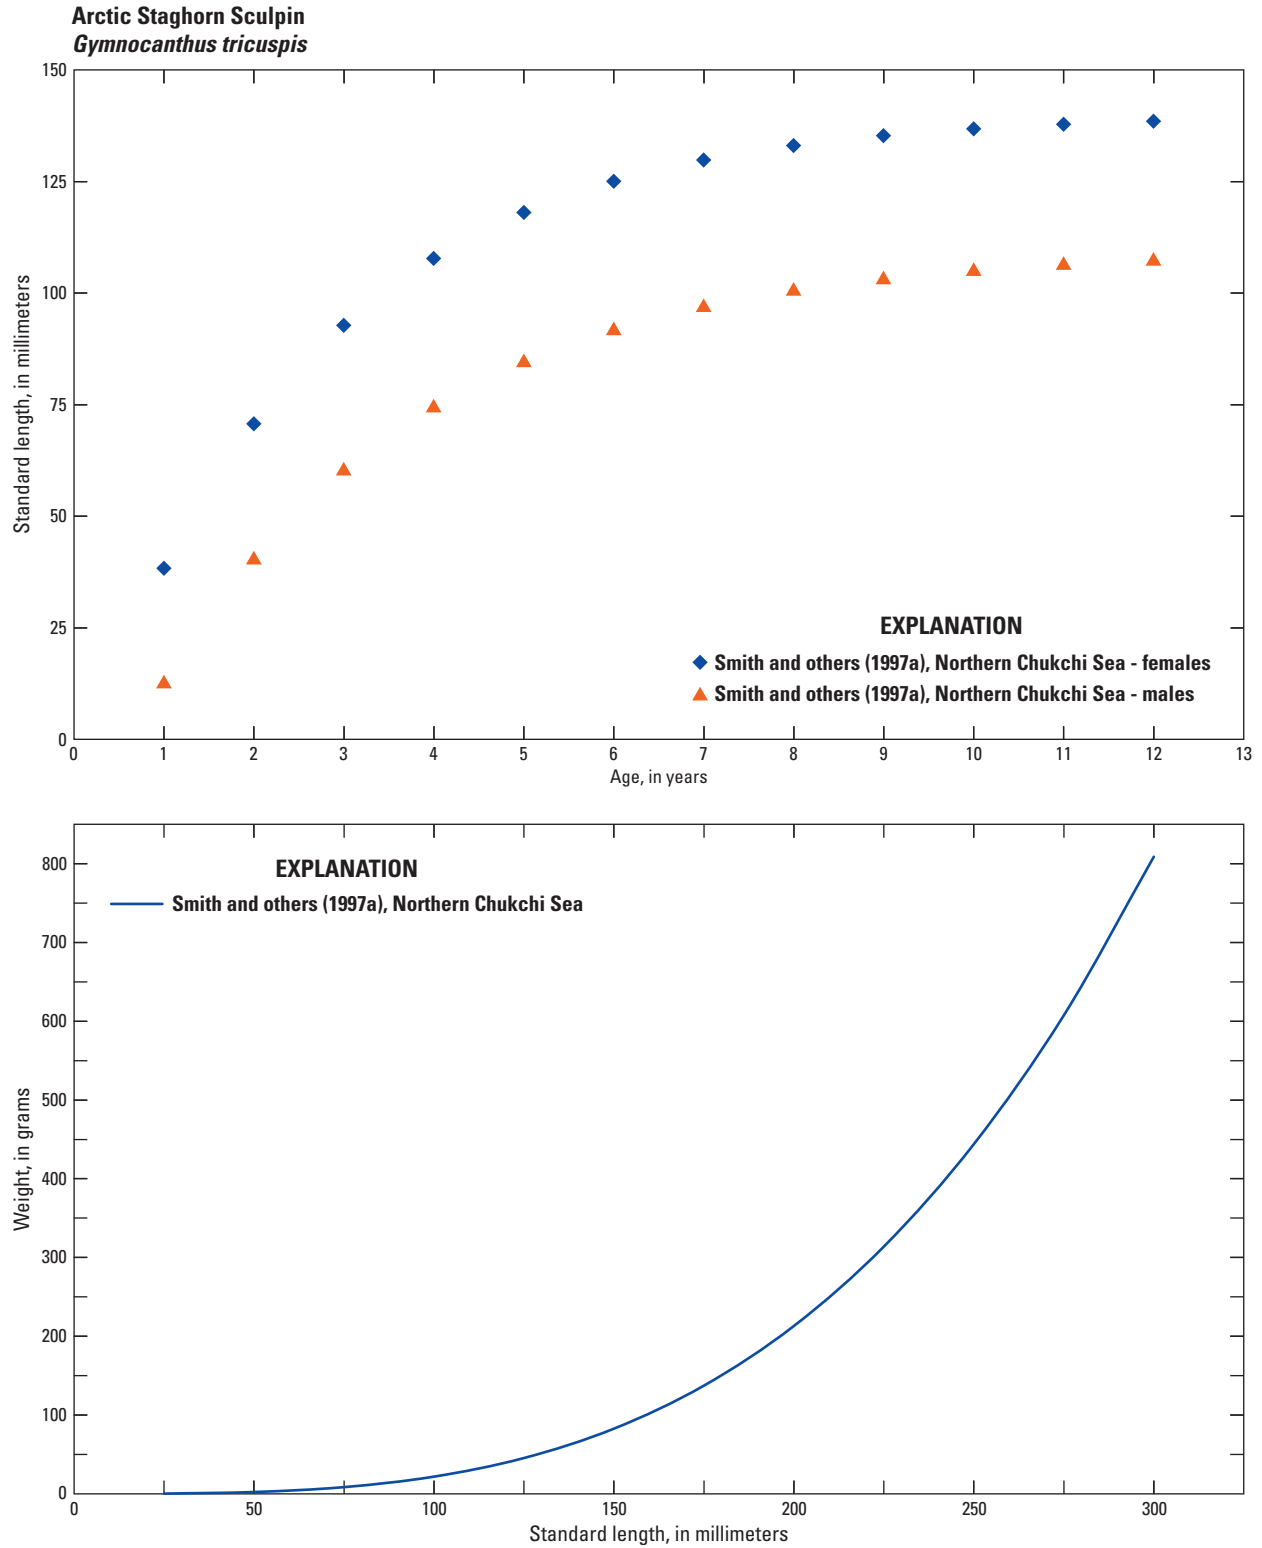 Arctic Staghorn Sculpin
Gymnocanthus tricuspis
150
125
100
75
50
25
0
Standard length, in millimeters
EXPLANATION
Smith and others (1997a), Northern Chukchi Sea - females
Smith and others (1997a), Northern Chukchi Sea - males
0 1 2 3 4 5 6 7 8 9 10 11 12 13
Age, in years
800
700
600
500
400
300
200
100
0
Weight, in grams
EXPLANATION
Smith and others (1997a), Northern Chukchi Sea
0 50 100 150 200 250 300
Standard length, in millimeters